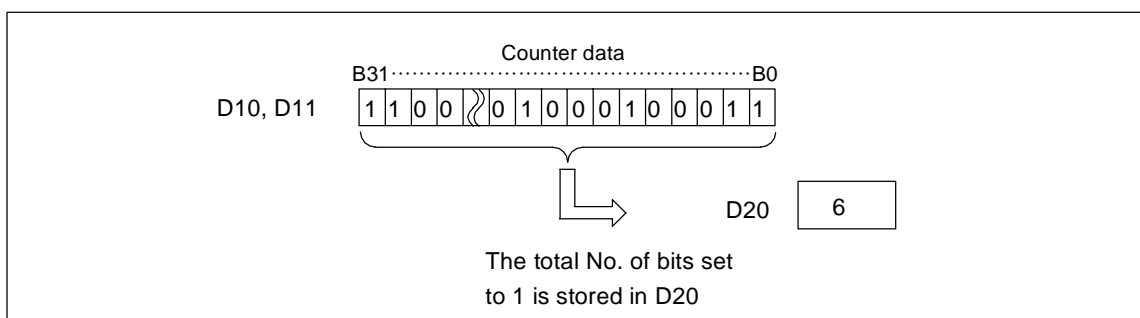 Counter data
B31 B0
D10, D11 1 1 0 0 0 1 0 0 0 1 0 0 0 1 1
D20 6
The total No. of bits set
to 1 is stored in D20